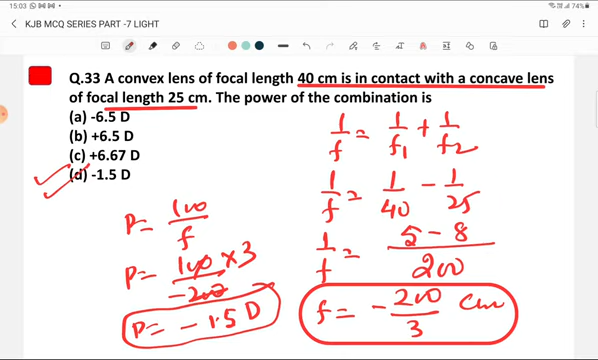 15:03
74%
KJB MCQ SERIES PART -7 LIGHT
Q.33 A convex lens of focal length 40 cm is in contact with a concave lens
of focal length 25 cm. The power of the combination is
(a) -6.5 D
(b) +6.5 D
(c) +6.67 D
(d) -1.5 D
1/f = 1/f1 + 1/f2
1/f = 1/40 - 1/25
1/f = 5-8/200
f = -200/3 cm
P = 100/f
P = 100/-200 × 3
P = -1.5 D